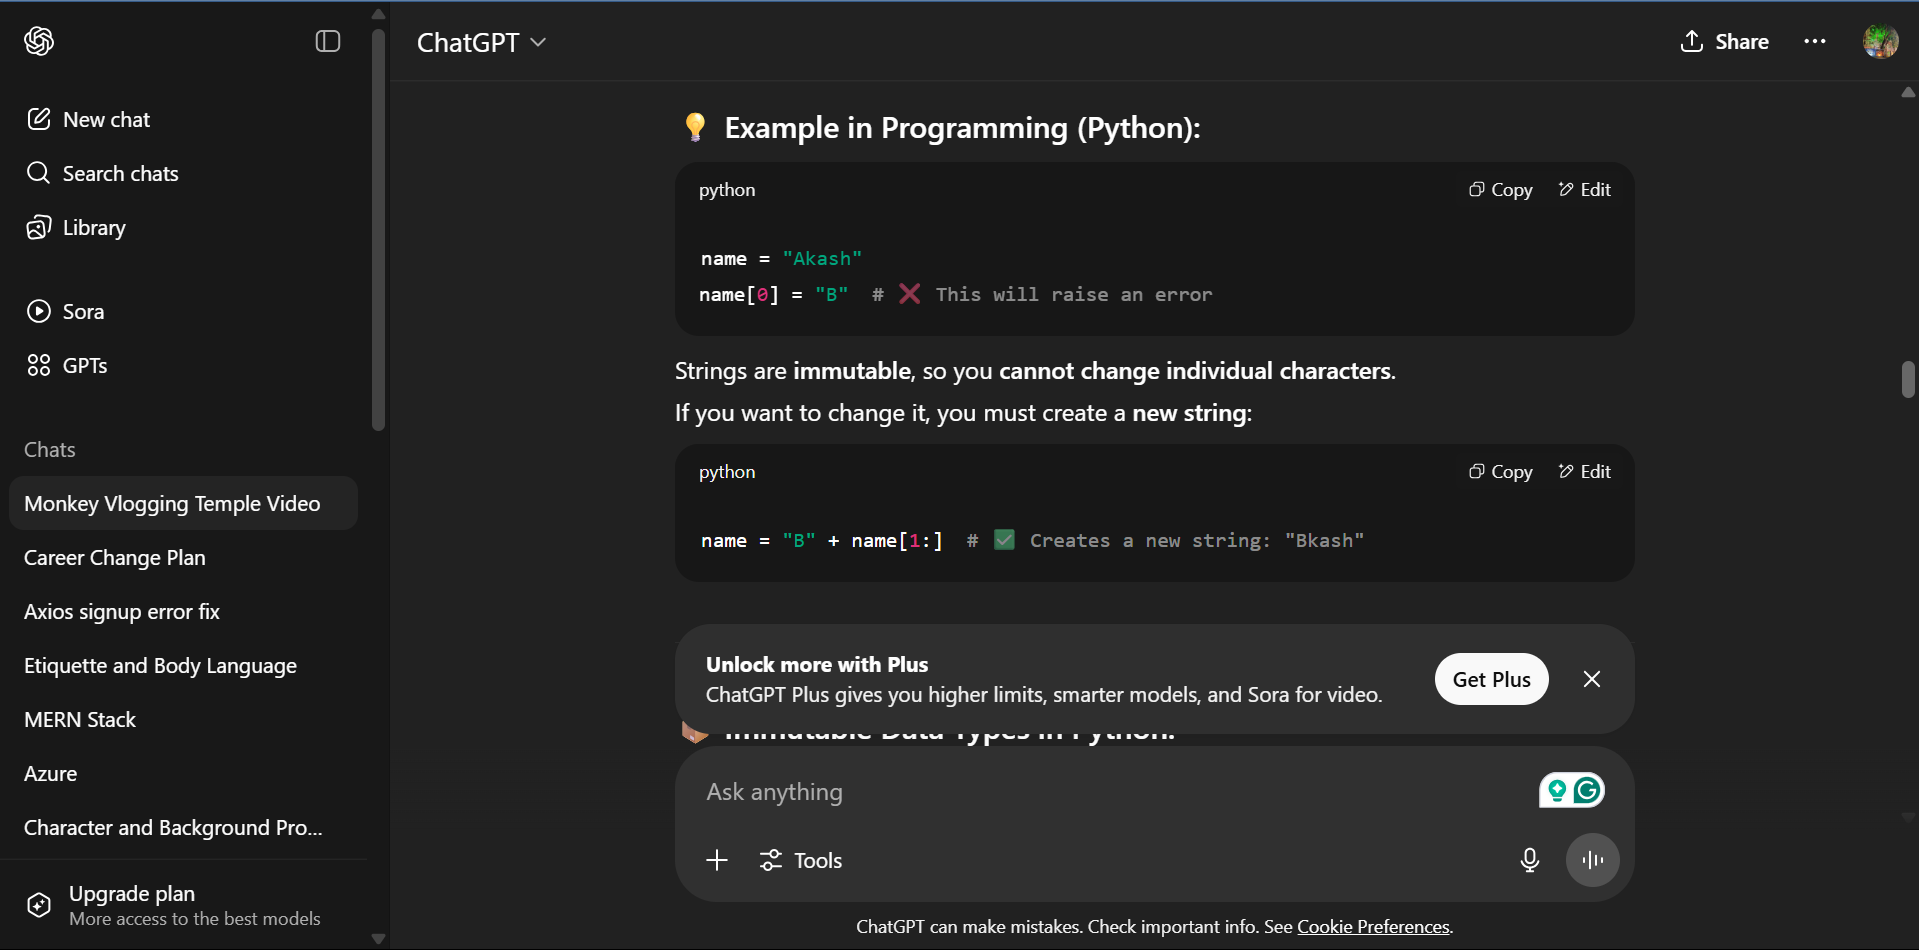 ChatGPT
Share
New chat
Search chats
Library
Sora
GPTs
Chats
Monkey Vlogging Temple Video
Career Change Plan
Axios signup error fix
Etiquette and Body Language
MERN Stack
Azure
Character and Background Pro...
Upgrade plan
More access to the best models
💡 Example in Programming (Python):
python Copy Edit
name = "Akash"
name[0] = "B"  # ❌ This will raise an error
Strings are immutable, so you cannot change individual characters.
If you want to change it, you must create a new string:
python Copy Edit
name = "B" + name[1:]  # ✅ Creates a new string: "Bkash"
Unlock more with Plus
ChatGPT Plus gives you higher limits, smarter models, and Sora for video.
Get Plus
Immutable Data Types in Python:
Ask anything
Tools
ChatGPT can make mistakes. Check important info. See Cookie Preferences.